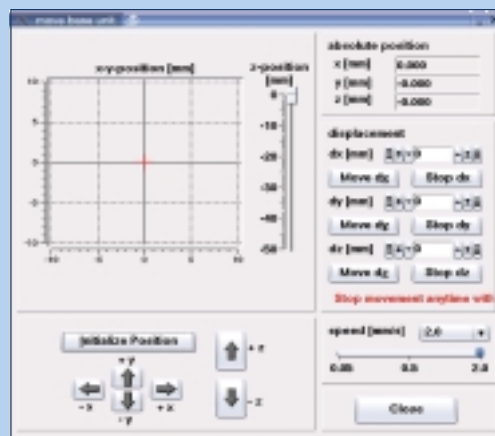 move base unit
x-y-position [mm]
z-position [mm]
10
5
0
-5
-10
-10 -5 0 5 10
0
-10
-20
-30
-40
-50
absolute position
x [mm] 0.000
y [mm] -0.000
z [mm] -0.000
displacement
dx [mm] 0
Move dx Stop dx
dy [mm] 0
Move dy Stop dy
dz [mm] 0
Move dz Stop dz
Stop movement anytime with
Initialize Position
+y
-x +x
-y
+z
-z
speed [mm/s] 2.0
0.05 0.5 2.0
Close